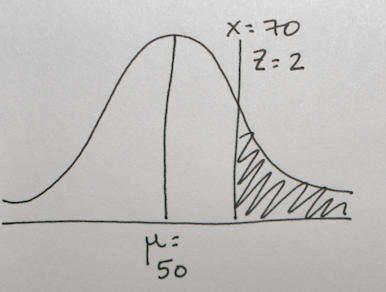 x = 70
Z = 2
μ =
50